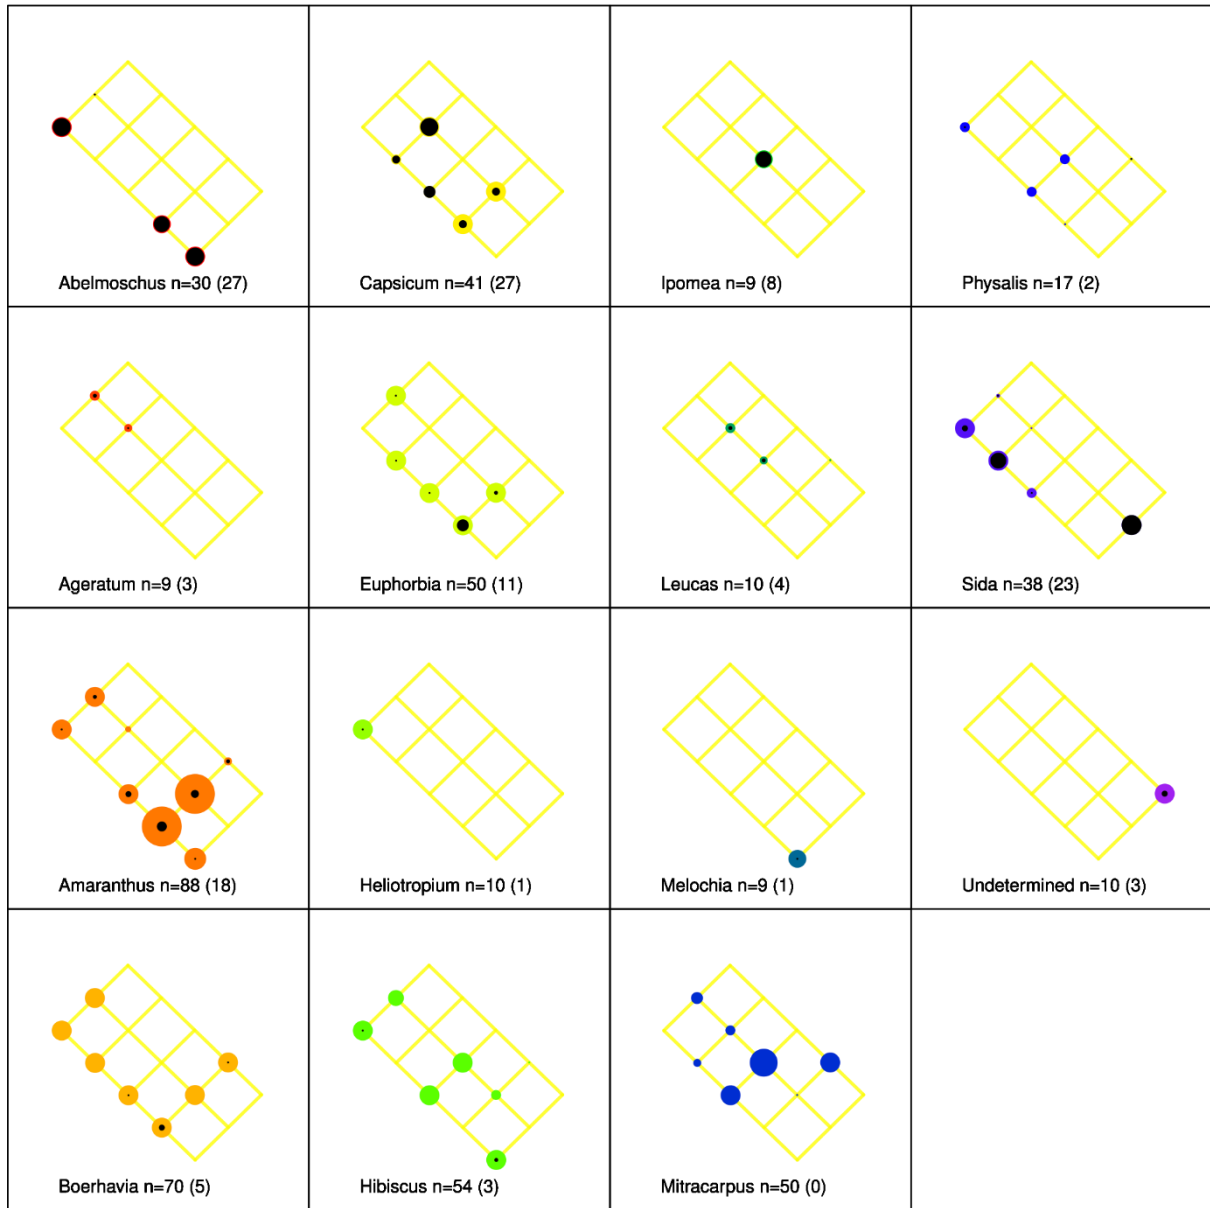 Abelmoschus n=30 (27)
Capsicum n=41 (27)
Ipomea n=9 (8)
Physalis n=17 (2)
Ageratum n=9 (3)
Euphorbia n=50 (11)
Leucas n=10 (4)
Sida n=38 (23)
Amaranthus n=88 (18)
Heliotropium n=10 (1)
Melochia n=9 (1)
Undetermined n=10 (3)
Boerhavia n=70 (5)
Hibiscus n=54 (3)
Mitracarpus n=50 (0)